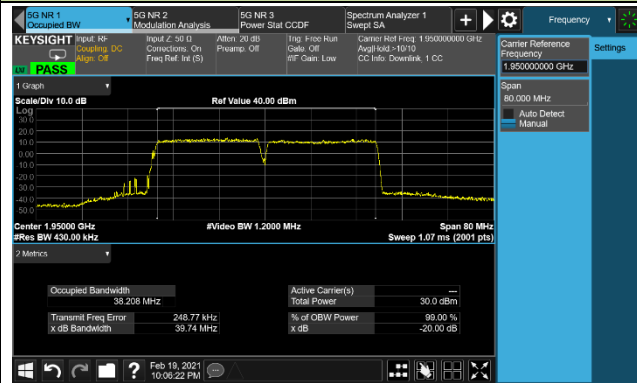 5G NR 1
Occupied BW
5G NR 2
Modulation Analysis
5G NR 3
Power Stat CCDF
Spectrum Analyzer 1
Swept SA
Frequency
KEYSIGHT
Input: RF
Coupling: DC
Align: Off
Input Z: 50 Ω
Corrections: On
Freq Ref: Int (S)
Atten: 20 dB
Preamp: Off
Trig: Free Run
Gate: Off
#IF Gain: Low
Carrier Ref Freq: 1.950000000 GHz
Avg|Hold:>10/10
CC Info: Downlink, 1 CC
PASS
Carrier Reference
Frequency
1.950000000 GHz
Settings
Span
80.000 MHz
Auto Detect
Manual
1 Graph
Scale/Div 10.0 dB
Ref Value 40.00 dBm
Log
30.0
20.0
10.0
0.00
-10.0
-20.0
-30.0
-40.0
-50.0
Center 1.95000 GHz
#Video BW 1.2000 MHz
Span 80 MHz
#Res BW 430.00 kHz
Sweep 1.07 ms (2001 pts)
2 Metrics
Occupied Bandwidth
38.208 MHz
Active Carrier(s)
---
Total Power
30.0 dBm
Transmit Freq Error
248.77 kHz
% of OBW Power
99.00 %
x dB Bandwidth
39.74 MHz
x dB
-20.00 dB
Feb 19, 2021
10:06:22 PM